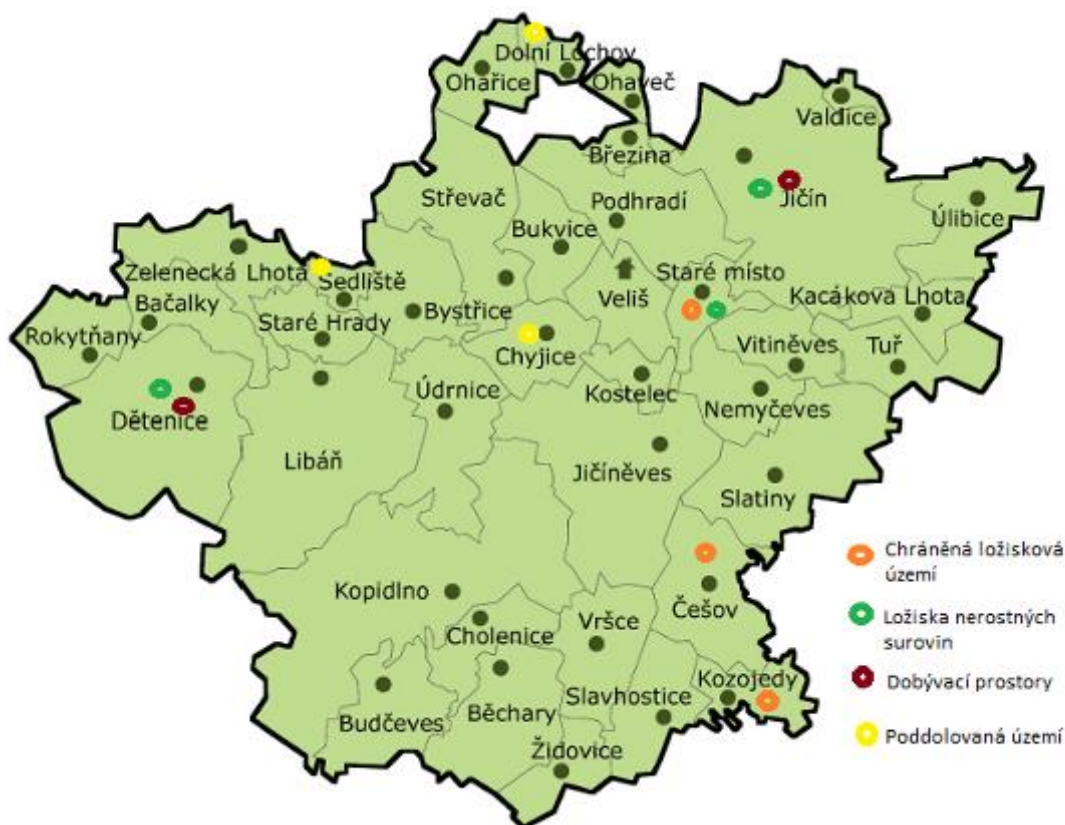 Dolní Lochov
Ohařice
Ohaveč
Valdice
Březina
Střevač
Podhradí
Jičín
Úlibice
Bukvice
Zelenecká Lhota
Sedliště
Staré místo
Bačalky
Bystřice
Veliš
Kacákova Lhota
Rokytňany
Staré Hrady
Chyjice
Vitiněves
Tuř
Údrnice
Kostelec
Nemyčeves
Dětenice
Libáň
Jičíněves
Slatiny
Chráněná ložisková
území
Kopidlno
Češov
Ložiska nerostných
surovin
Cholenice
Vršce
Kozojedy
Dobývací prostory
Slavhostice
Budčeves
Běchary
Poddolovaná území
Židovice